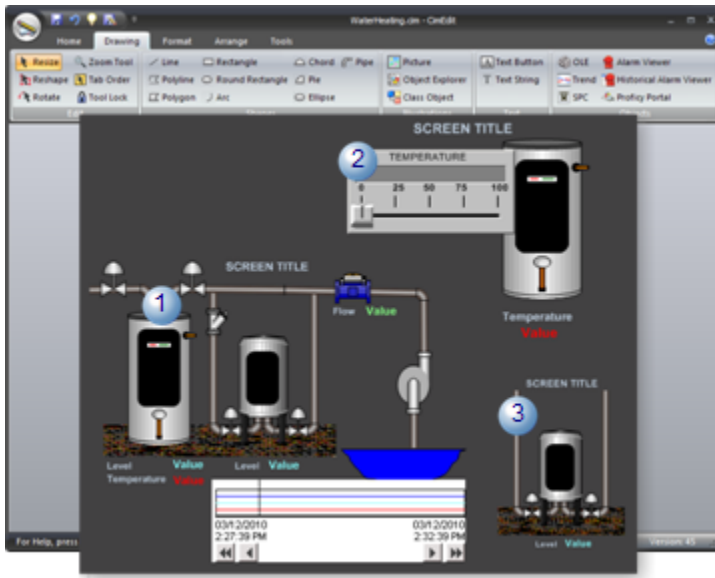 WaterHeating.cim - CimEdit
Home Drawing Format Arrange Tools
Resize Zoom Tool Line Rectangle Chord Pipe Picture Text Button OLE Alarm Viewer
Reshape Tab Order Polyline Round Rectangle Pie Object Explorer Text String Trend Historical Alarm Viewer
Rotate Tool Lock Polygon Arc Ellipse Class Object SPC Proficy Portal
Text Objects
SCREEN TITLE
2
TEMPERATURE
0 25 50 75 100
SCREEN TITLE
1
Flow Value
Temperature
Value
SCREEN TITLE
3
Level Value Level Value
Temperature Value
03/12/2010 03/12/2010
2:27:39 PM 2:32:39 PM
Level Value
For Help, press
Version: 45